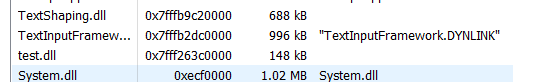 TextShaping.dll 0x7fffb9c20000 688 kB
TextInputFramew... 0x7fffb2dc0000 996 kB "TextInputFramework.DYNLINK"
test.dll 0x7fff263c0000 148 kB
System.dll 0xecf0000 1.02 MB System.dll